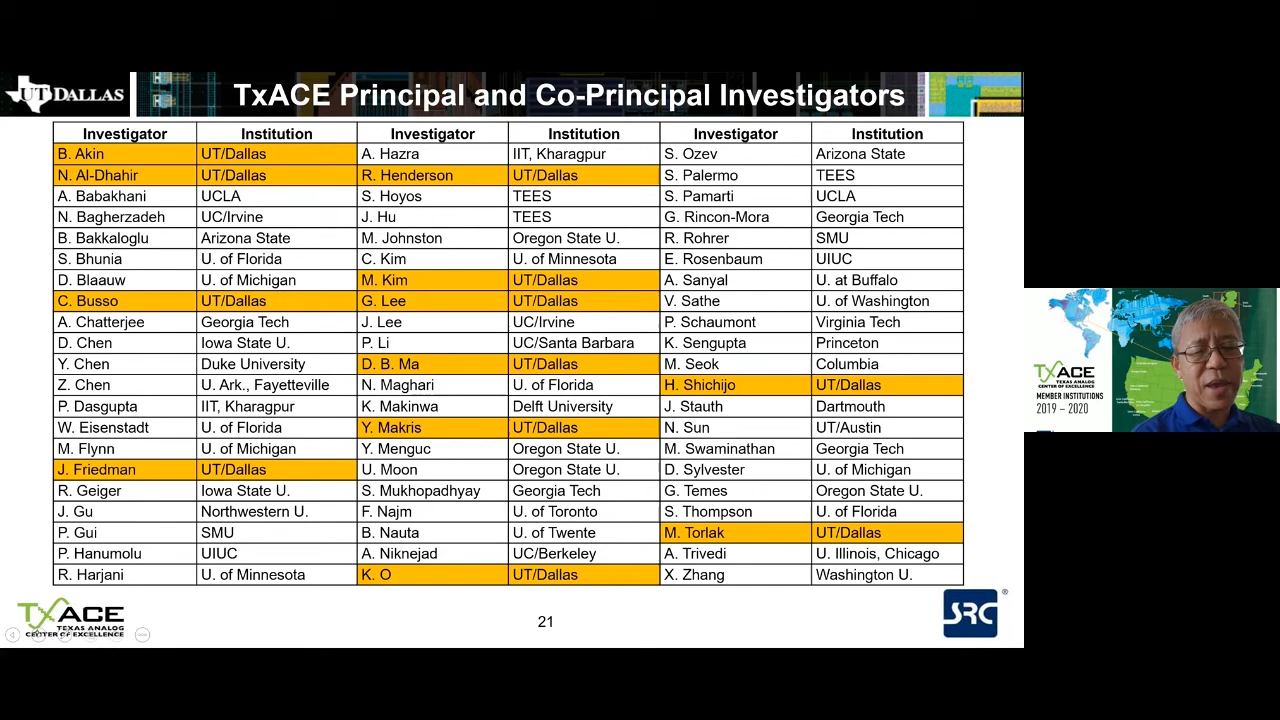 UT DALLAS
TxACE Principal and Co-Principal Investigators
Investigator Institution Investigator Institution Investigator Institution
B. Akin UT/Dallas A. Hazra IIT, Kharagpur S. Ozev Arizona State
N. Al-Dhahir UT/Dallas R. Henderson UT/Dallas S. Palermo TEES
A. Babakhani UCLA S. Hoyos TEES S. Pamarti UCLA
N. Bagherzadeh UC/Irvine J. Hu TEES G. Rincon-Mora Georgia Tech
B. Bakkaloglu Arizona State M. Johnston Oregon State U. R. Rohrer SMU
S. Bhunia U. of Florida C. Kim U. of Minnesota E. Rosenbaum UIUC
D. Blaauw U. of Michigan M. Kim UT/Dallas A. Sanyal U. at Buffalo
C. Busso UT/Dallas G. Lee UT/Dallas V. Sathe U. of Washington
A. Chatterjee Georgia Tech J. Lee UC/Irvine P. Schaumont Virginia Tech
D. Chen Iowa State U. P. Li UC/Santa Barbara K. Sengupta Princeton
Y. Chen Duke University D. B. Ma UT/Dallas M. Seok Columbia
Z. Chen U. Ark., Fayetteville N. Maghari U. of Florida H. Shichijo UT/Dallas
P. Dasgupta IIT, Kharagpur K. Makinwa Delft University J. Stauth Dartmouth
W. Eisenstadt U. of Florida Y. Makris UT/Dallas N. Sun UT/Austin
M. Flynn U. of Michigan Y. Menguc Oregon State U. M. Swaminathan Georgia Tech
J. Friedman UT/Dallas U. Moon Oregon State U. D. Sylvester U. of Michigan
R. Geiger Iowa State U. S. Mukhopadhyay Georgia Tech G. Temes Oregon State U.
J. Gu Northwestern U. F. Najm U. of Toronto S. Thompson U. of Florida
P. Gui SMU B. Nauta U. of Twente M. Torlak UT/Dallas
P. Hanumolu UIUC A. Niknejad UC/Berkeley A. Trivedi U. Illinois, Chicago
R. Harjani U. of Minnesota K. O UT/Dallas X. Zhang Washington U.
TxACE
TEXAS ANALOG
CENTER OF EXCELLENCE
21
SRC ®
TxACE
TEXAS ANALOG
CENTER OF EXCELLENCE
MEMBER INSTITUTIONS
2019 – 2020